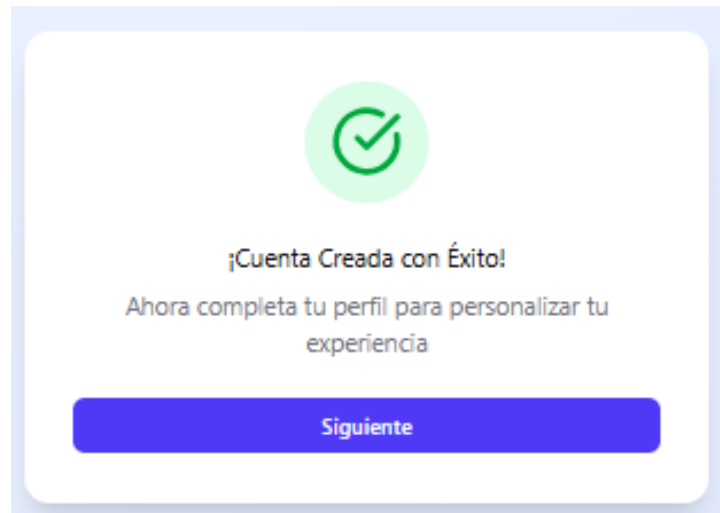 ¡Cuenta Creada con Éxito!
Ahora completa tu perfil para personalizar tu
experiencia
Siguiente